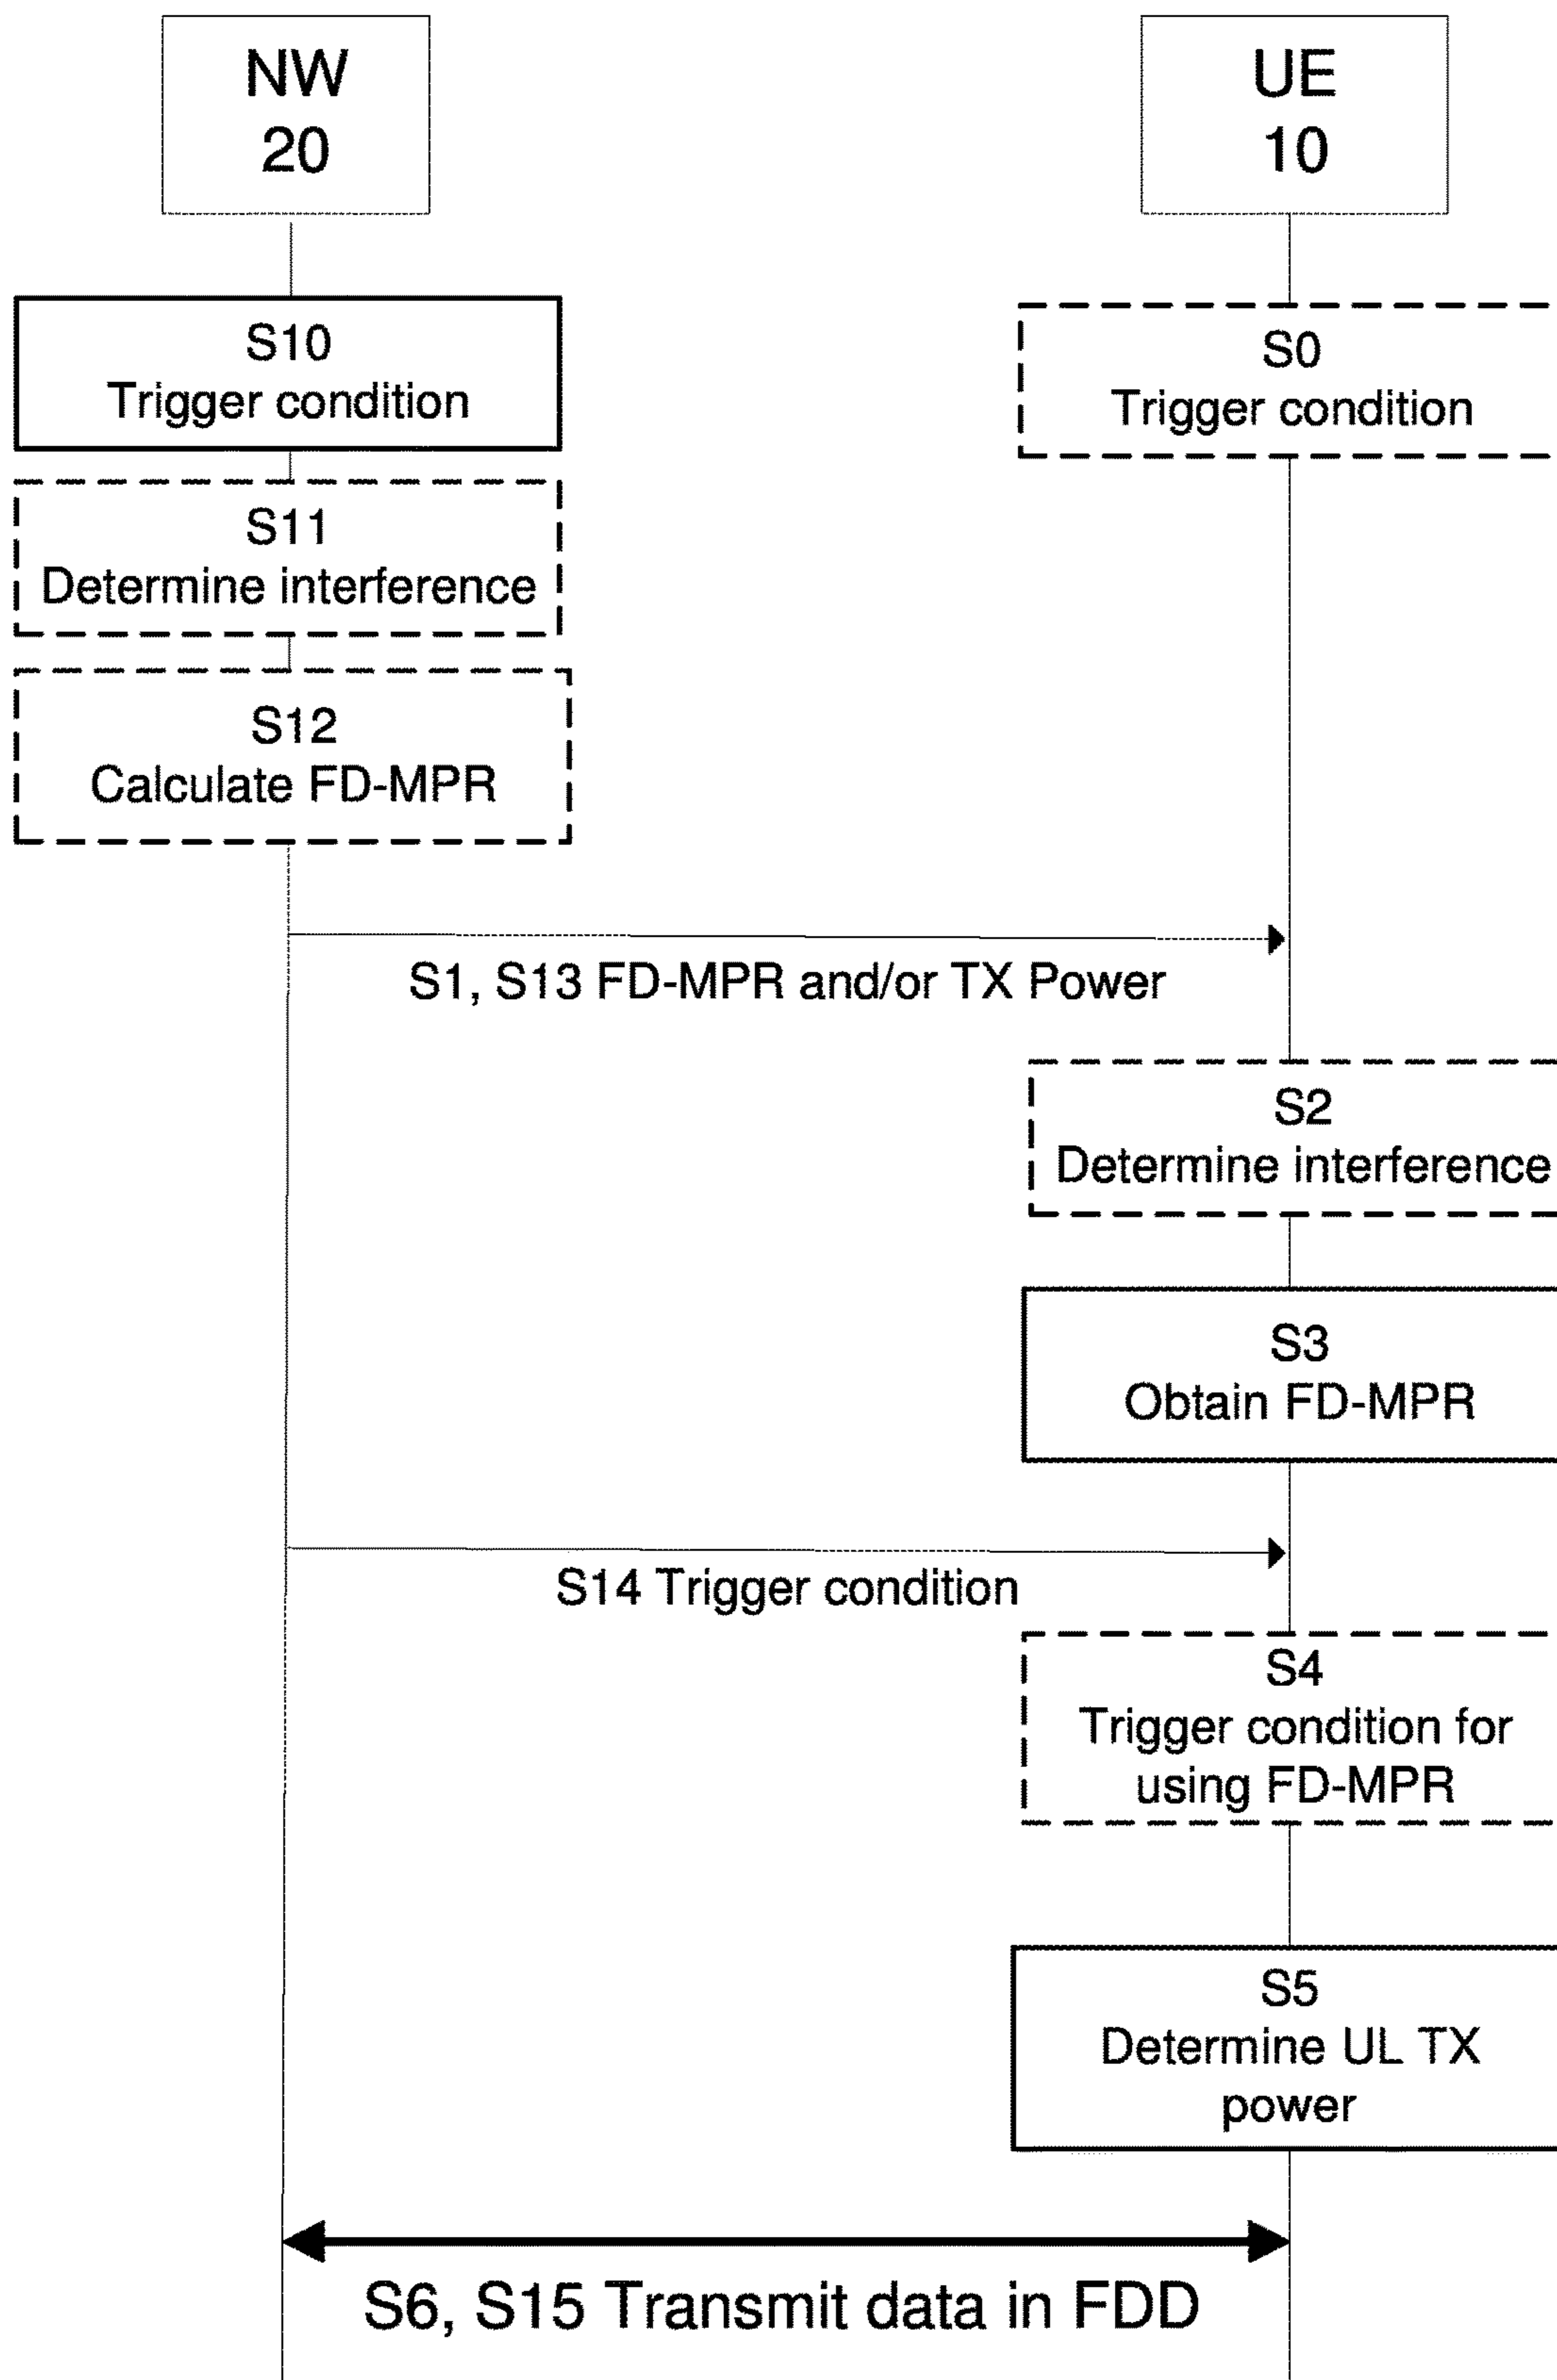 NW
20
UE
10
S10
Trigger condition
S0
Trigger condition
S11
Determine interference
S12
Calculate FD-MPR
S1, S13 FD-MPR and/or TX Power
S2
Determine interference
S3
Obtain FD-MPR
S14 Trigger condition
S4
Trigger condition for
using FD-MPR
S5
Determine UL TX
power
S6, S15 Transmit data in FDD